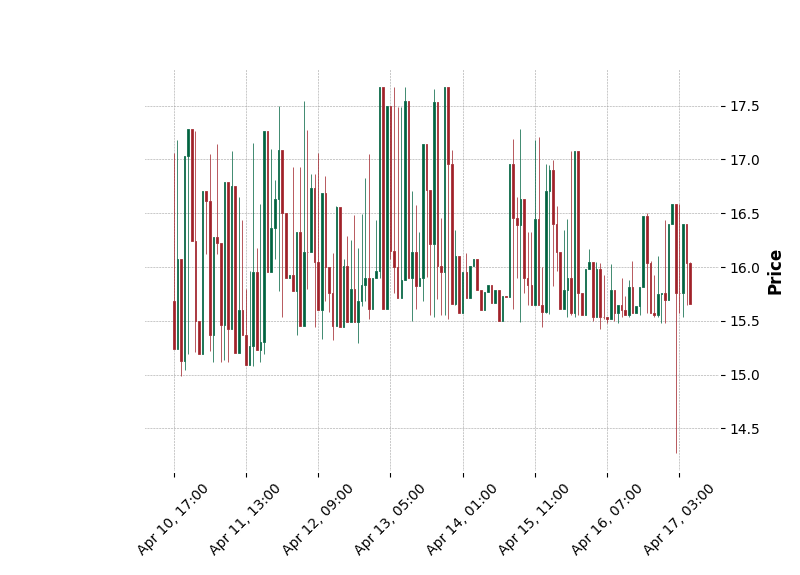 17.5
17.0
16.5
16.0
15.5
15.0
14.5
Price
Apr 10, 17:00
Apr 11, 13:00
Apr 12, 09:00
Apr 13, 05:00
Apr 14, 01:00
Apr 15, 11:00
Apr 16, 07:00
Apr 17, 03:00